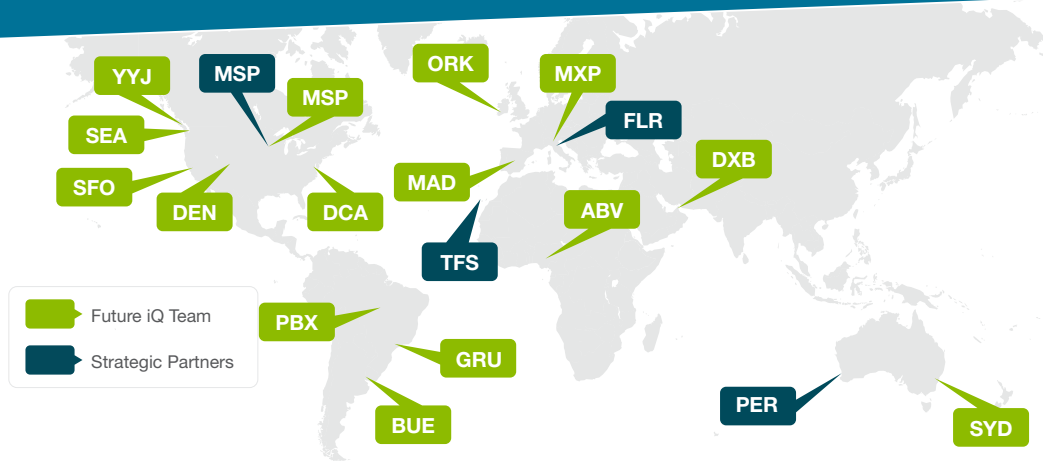 YYJ
MSP
MSP
ORK
MXP
SEA
FLR
SFO
DEN
DCA
MAD
DXB
ABV
TFS
Future iQ Team
Strategic Partners
PBX
GRU
BUE
PER
SYD